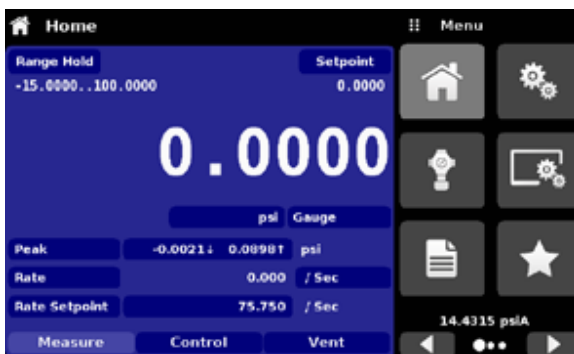 Home
Menu
Range Hold
Setpoint
-15.0000..100.0000
0.0000
0.0000
psi Gauge
Peak -0.0021↓ 0.0898↑ psi
Rate 0.000 / Sec
Rate Setpoint 75.750 / Sec
14.4315 psiA
Measure Control Vent